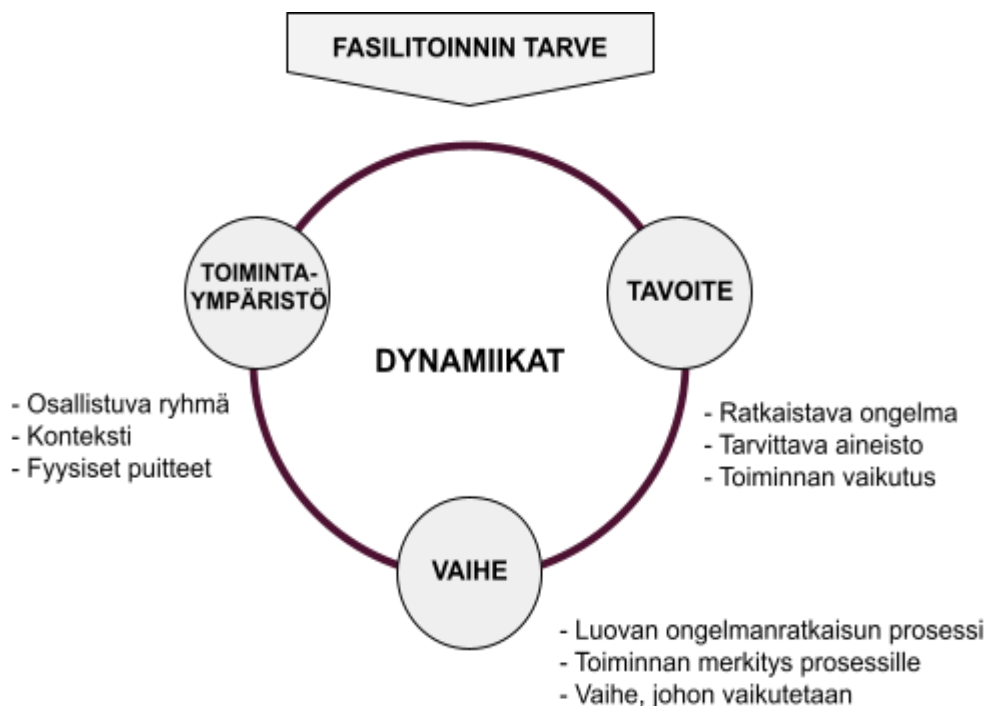 FASILITOINNIN TARVE
TOIMINTA-
YMPÄRISTÖ
TAVOITE
DYNAMIIKAT
- Osallistuva ryhmä
- Konteksti
- Fyysiset puitteet
- Ratkaistava ongelma
- Tarvittava aineisto
- Toiminnan vaikutus
VAIHE
- Luovan ongelmanratkaisun prosessi
- Toiminnan merkitys prosessille
- Vaihe, johon vaikutetaan